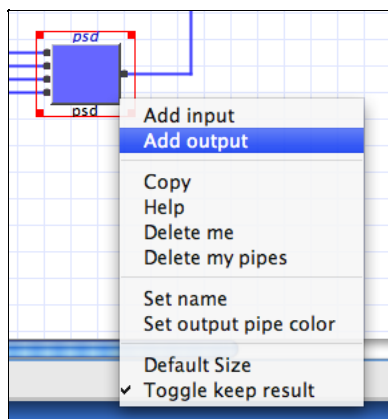 psd
psd
Add input
Add output
Copy
Help
Delete me
Delete my pipes
Set name
Set output pipe color
Default Size
Toggle keep result